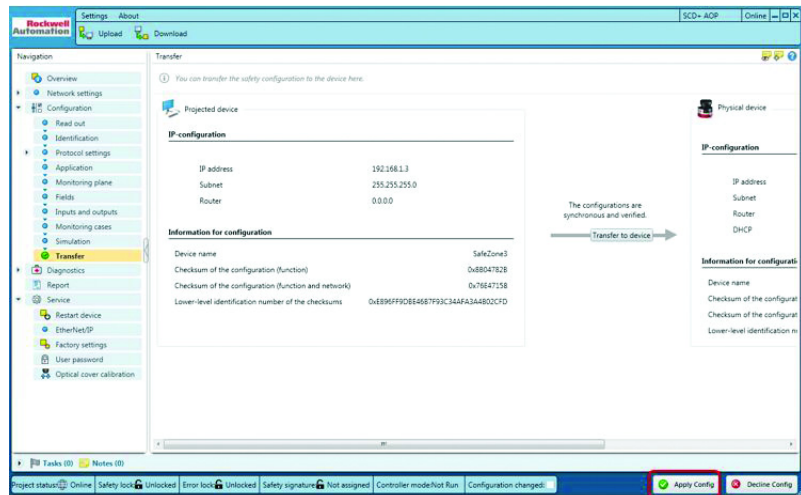 Rockwell
Automation
Settings About
SCD+ AOP
Online
Upload Download
Navigation
Overview
Network settings
Configuration
Read out
Identification
Protocol settings
Application
Monitoring plane
Fields
Inputs and outputs
Monitoring cases
Simulation
Transfer
Diagnostics
Report
Service
Restart device
EtherNet/IP
Factory settings
User password
Optical cover calibration
Transfer
You can transfer the safety configuration to the device here.
Projected device
IP-configuration
IP address 192.168.1.3
Subnet 255.255.255.0
Router 0.0.0.0
Information for configuration
Device name SafeZone3
Checksum of the configuration (function) 0x8B04782B
Checksum of the configuration (function and network) 0x76E47158
Lower-level identification number of the checksums 0xE896FF9DBE46B7F93C34AAFA3A4802CFD
The configurations are
synchronous and verified.
Transfer to device
Physical device
IP-configuration
IP address
Subnet
Router
DHCP
Information for configurati
Device name
Checksum of the configurat
Checksum of the configurat
Lower-level identification n
Tasks (0) Notes (0)
Project status: Online Safety lock: Unlocked Error lock: Unlocked Safety signature: Not assigned Controller mode:Not Run Configuration changed:
Apply Config Decline Config